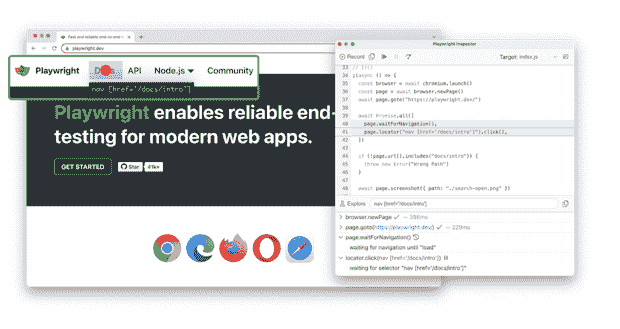 Fast and reliable end-to-en
playwright.dev
Playwright
API
Node.js
Community
nav [href='/docs/intro']
Playwright enables reliable end-
testing for modern web apps.
GET STARTED
Star
41k+
Playwright Inspector
Record
Target: index.js
33
34 (async () => {
35 const browser = await chromium.launch()
36 const page = await browser.newPage()
37 await page.goto("https://playwright.dev/")
38
39 await Promise.all([
40 page.waitForNavigation(),
41 page.locator("nav [href='/docs/intro']").click(),
42 ])
43
44 if (!page.url().includes("docs/intro")) {
45 throw new Error("Wrong Path")
46 }
47
48 await page.screenshot({ path: "./search-open.png" })
Explore
nav [href='/docs/intro']
browser.newPage
page.goto(https://playwright.dev/)
page.waitForNavigation()
waiting for navigation until "load"
locator.click(nav [href='/docs/intro'])
waiting for selector "nav [href='/docs/intro']"